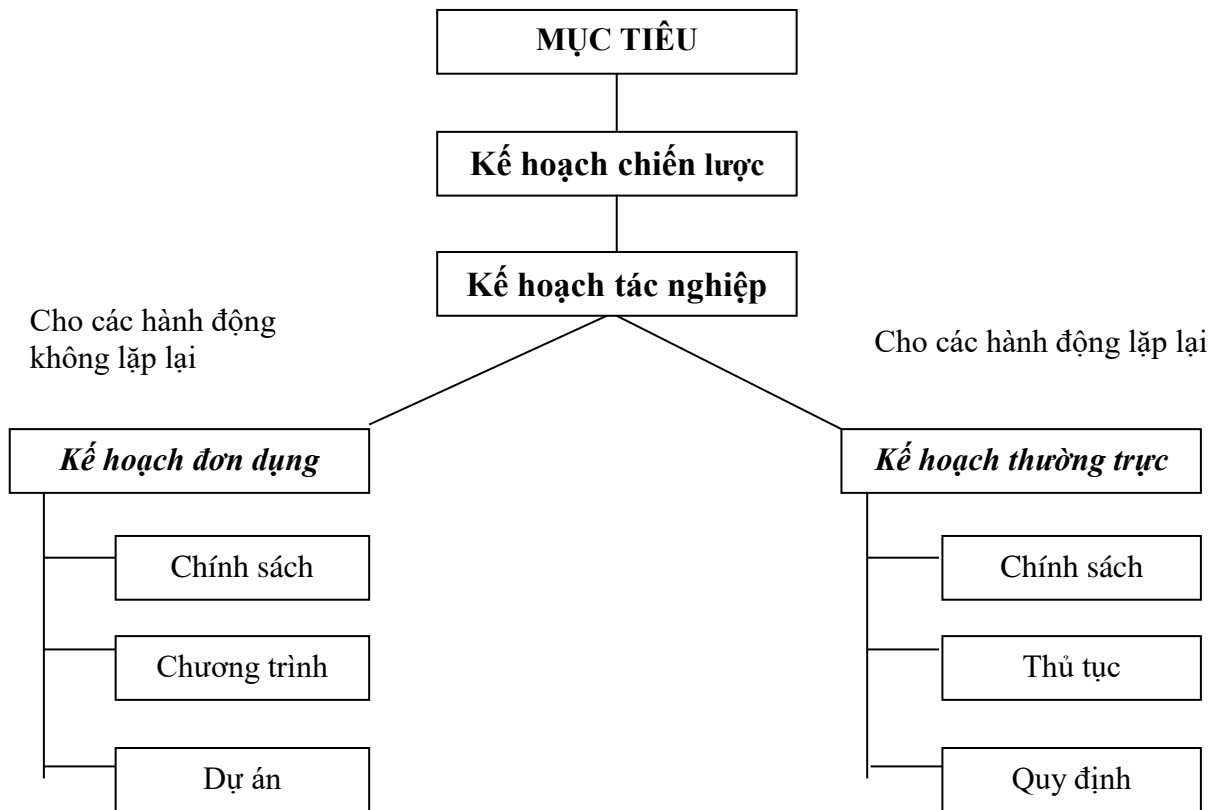 MỤC TIÊU
Kế hoạch chiến lược
Kế hoạch tác nghiệp
Cho các hành động
không lặp lại
Cho các hành động lặp lại
Kế hoạch đơn dụng
Kế hoạch thường trực
Chính sách
Chương trình
Dự án
Chính sách
Thủ tục
Quy định